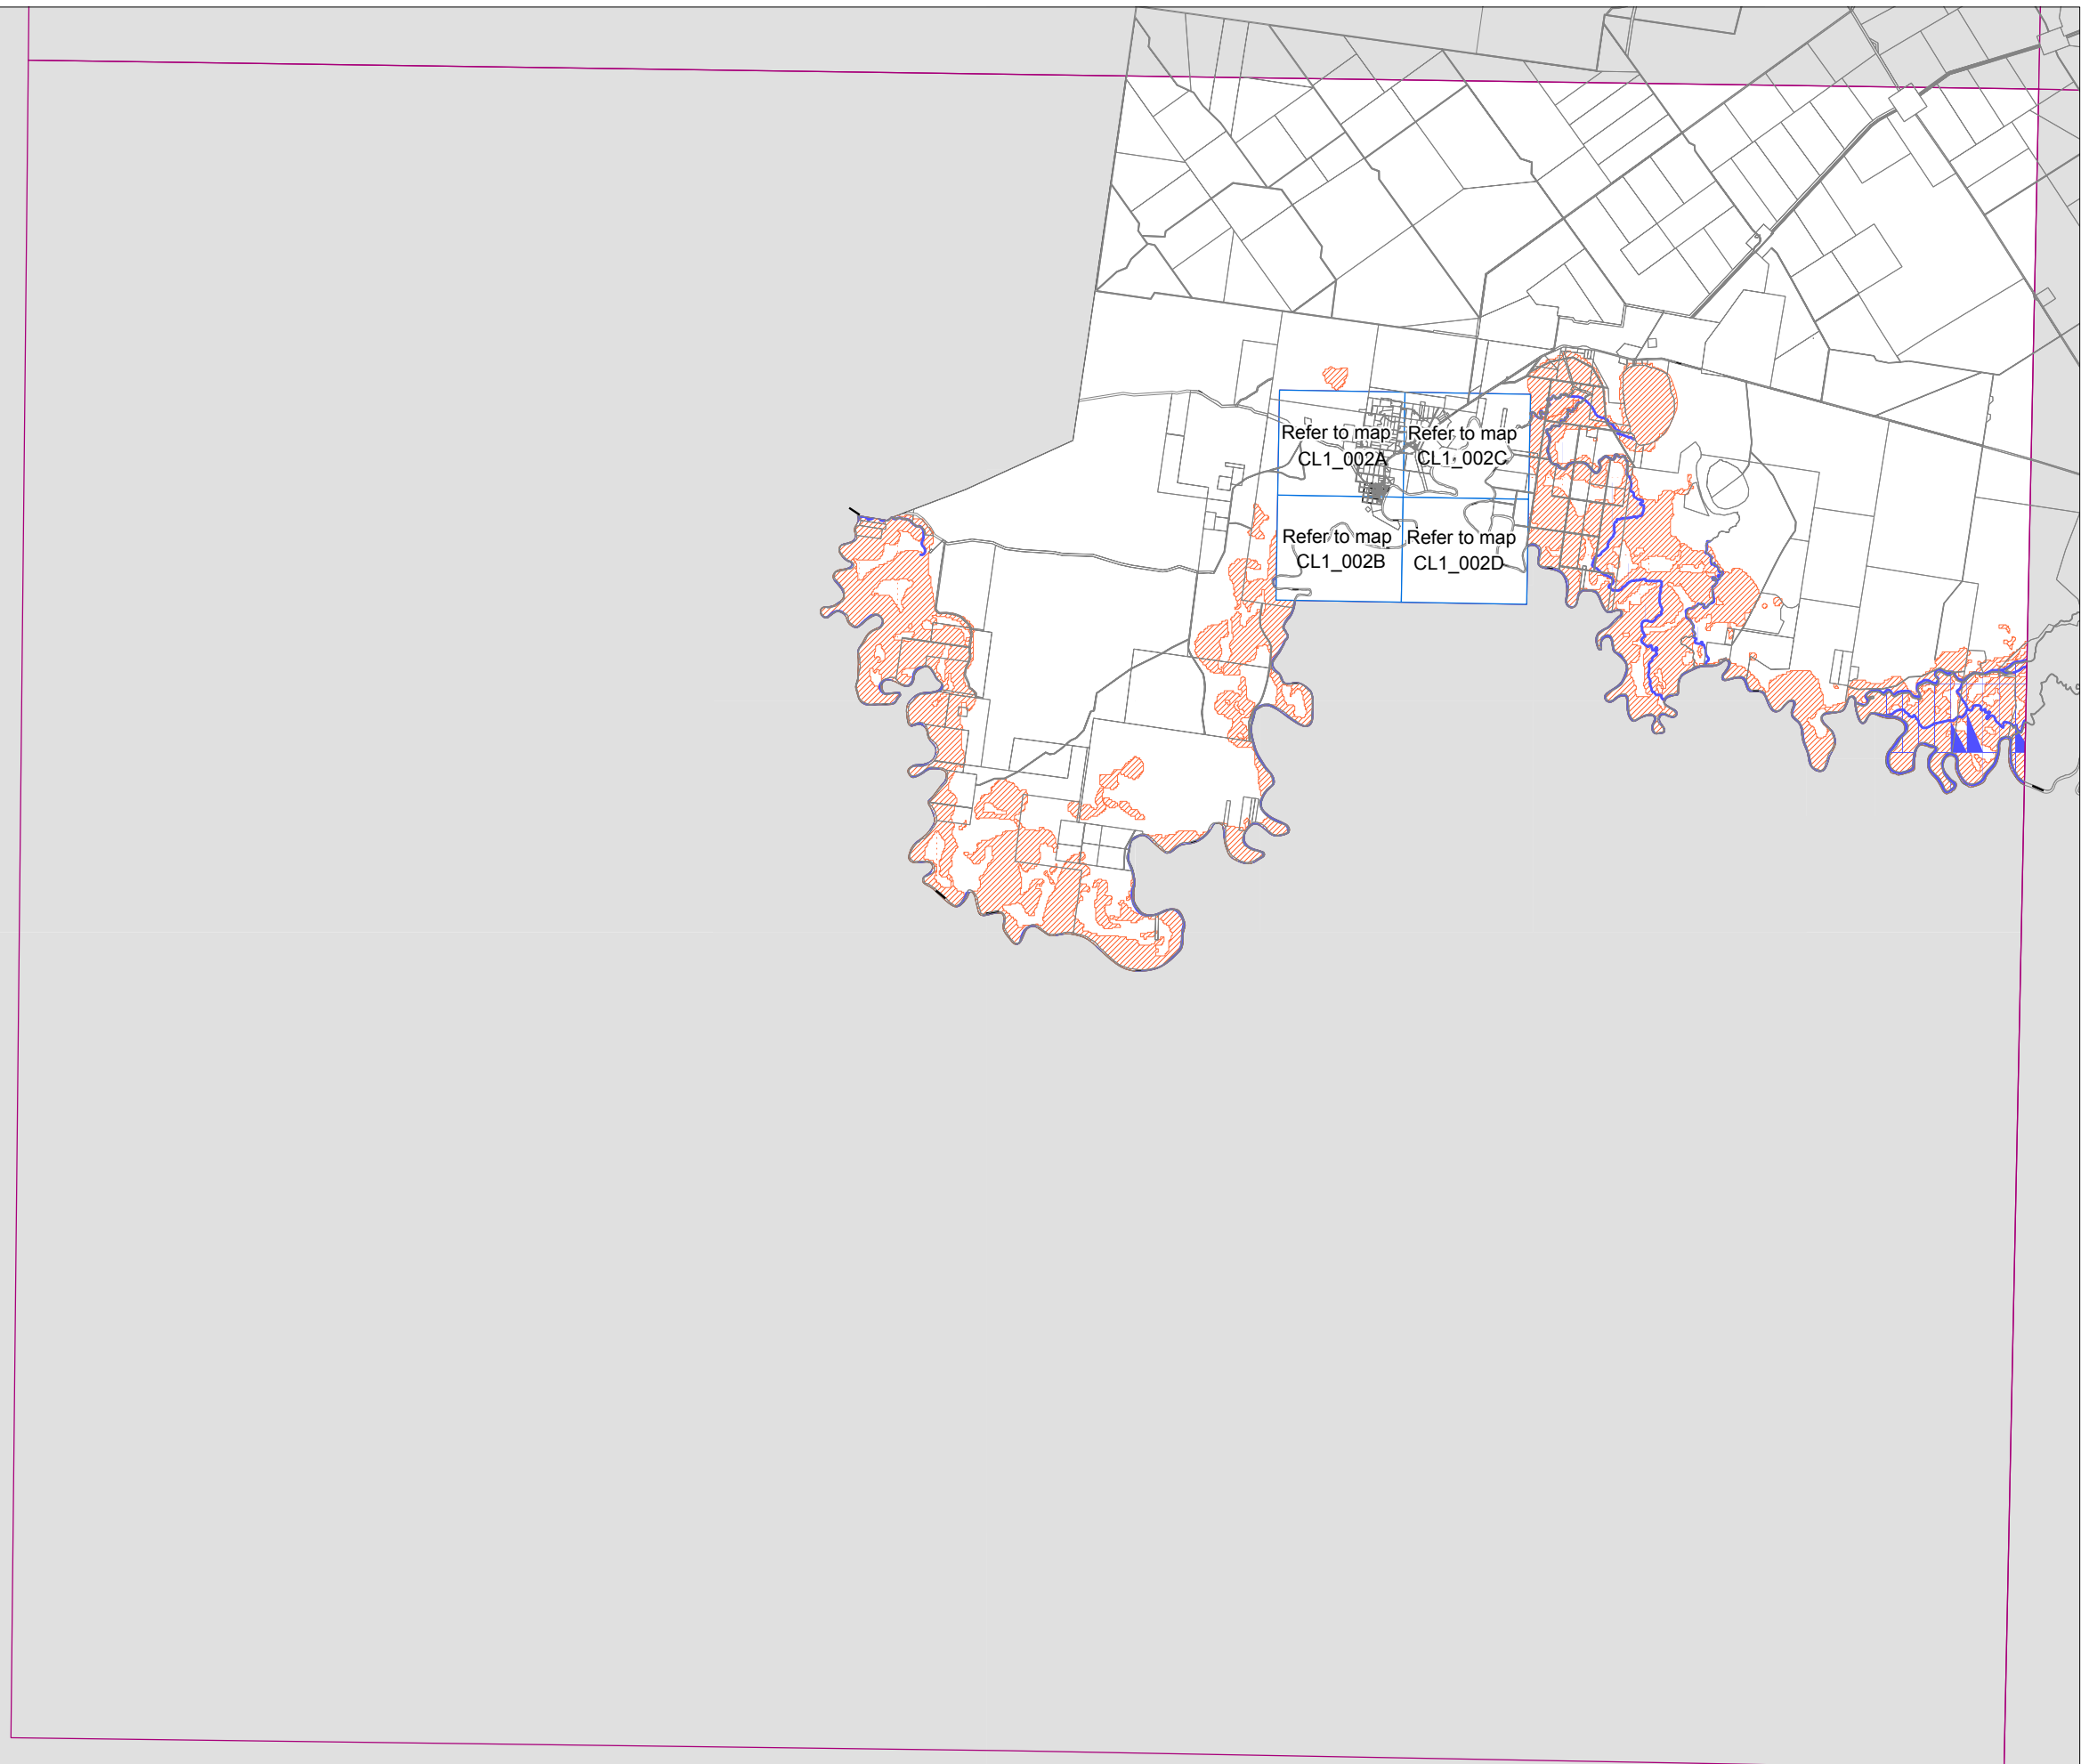 Refer to map
CL1_002A
Refer to map
CL1_002C
Refer to map
CL1_002B
Refer to map
CL1_002D